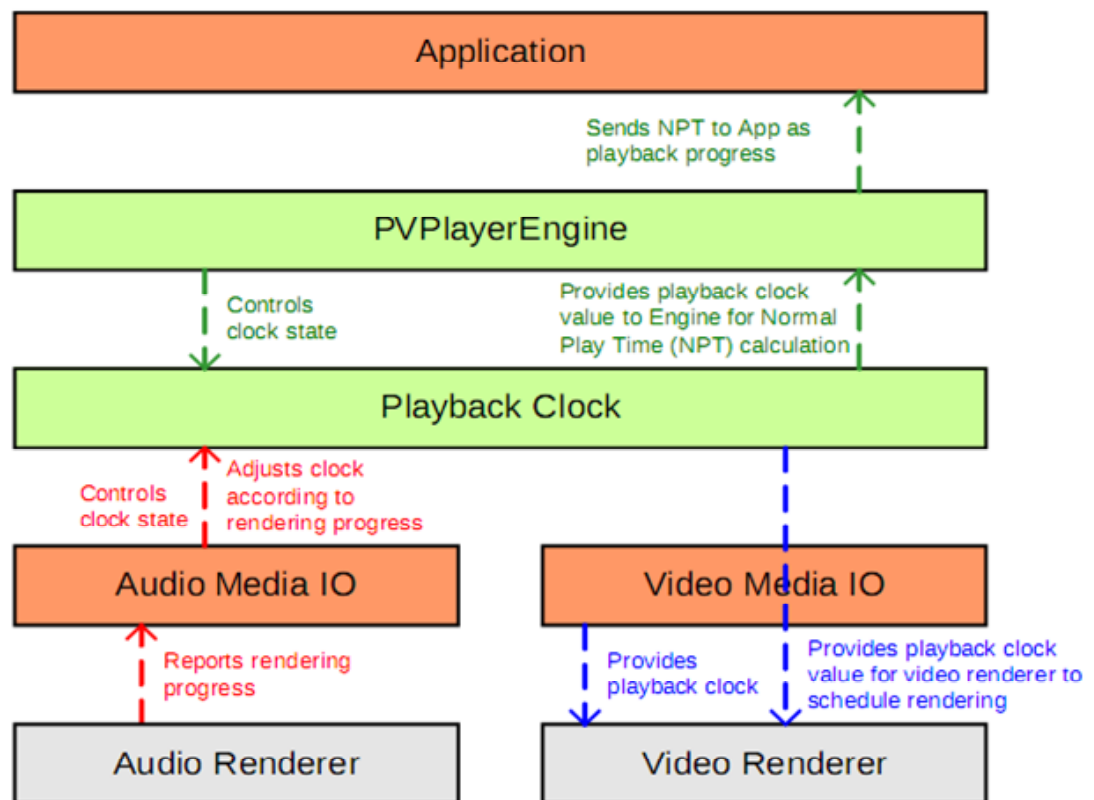 Application
Sends NPT to App as
playback progress
PVPlayerEngine
Controls
clock state
Provides playback clock
value to Engine for Normal
Play Time (NPT) calculation
Playback Clock
Controls
clock state
Adjusts clock
according to
rendering progress
Audio Media IO
Video Media IO
Reports rendering
progress
Provides
playback clock
Provides playback clock
value for video renderer to
schedule rendering
Audio Renderer
Video Renderer